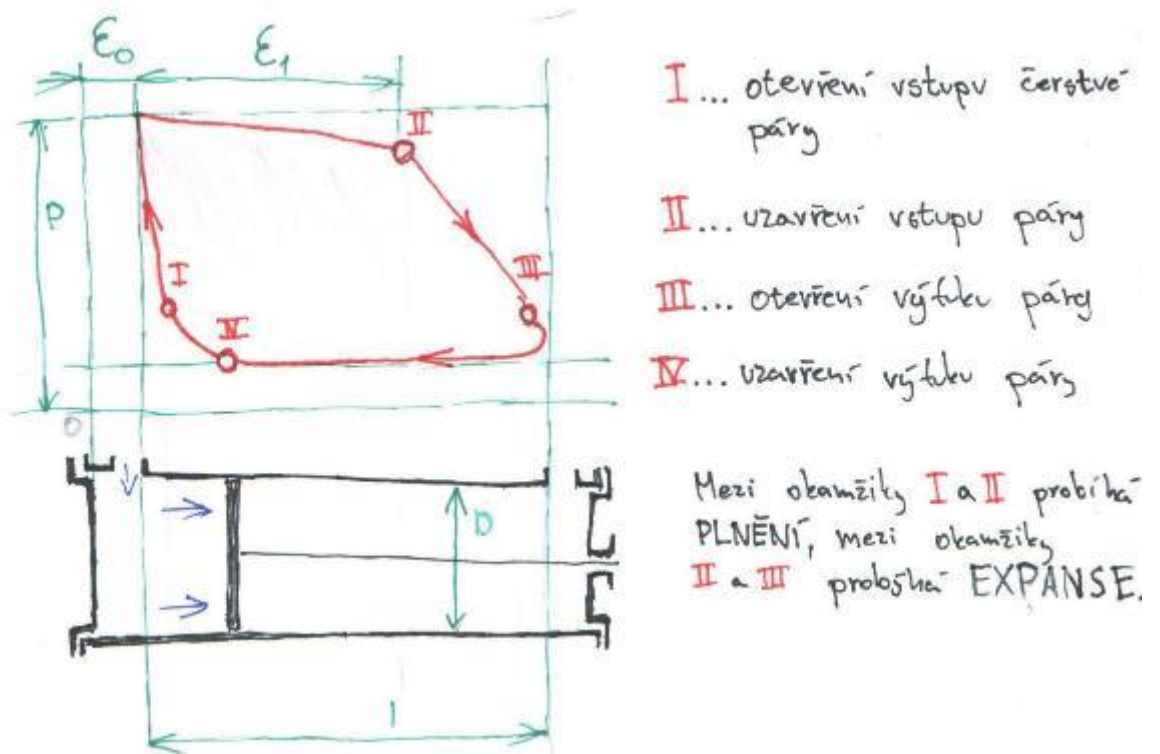 ε₀ ε₁
II
p
I
III
IV
0
D
l
I... otevření vstupu čerstvé
páry
II... uzavření vstupu páry
III... otevření výfuku páry
IV... uzavření výfuku páry
Mezi okamžiky I a II probíhá
PLNĚNÍ, mezi okamžiky
II a III probíhá EXPANSE.